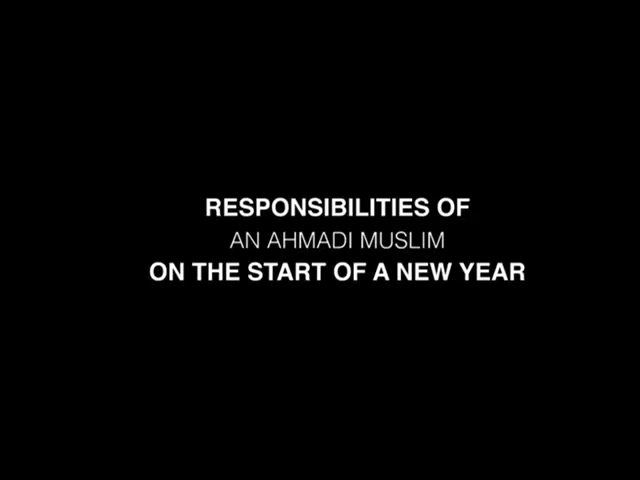 RESPONSIBILITIES OF
AN AHMADI MUSLIM
ON THE START OF A NEW YEAR